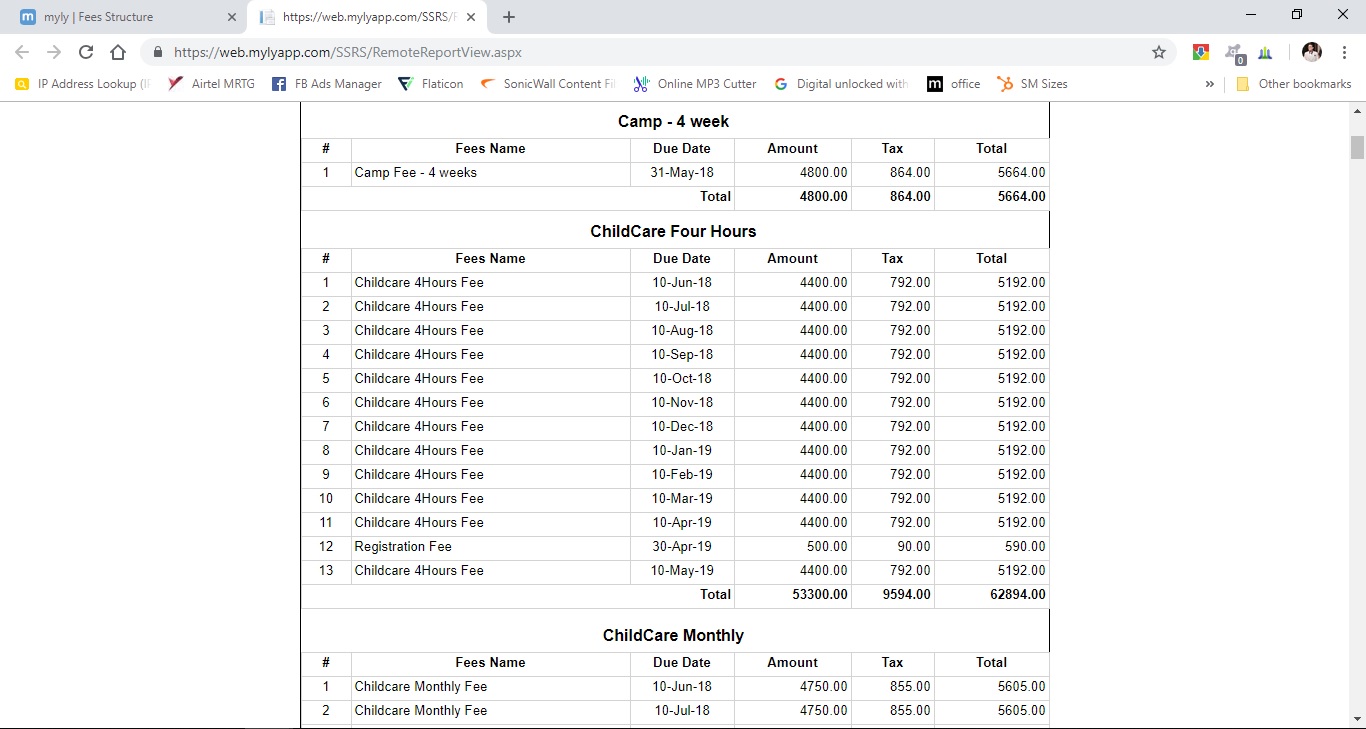 myly | Fees Structure
https://web.mylyapp.com/SSRS/
https://web.mylyapp.com/SSRS/RemoteReportView.aspx
0
IP Address Lookup Airtel MRTG FB Ads Manager Flaticon SonicWall Content Online MP3 Cutter Digital unlocked with m office SM Sizes » Other bookmarks
Camp - 4 week
# Fees Name Due Date Amount Tax Total
1 Camp Fee - 4 weeks 31-May-18 4800.00 864.00 5664.00
Total 4800.00 864.00 5664.00
ChildCare Four Hours
# Fees Name Due Date Amount Tax Total
1 Childcare 4Hours Fee 10-Jun-18 4400.00 792.00 5192.00
2 Childcare 4Hours Fee 10-Jul-18 4400.00 792.00 5192.00
3 Childcare 4Hours Fee 10-Aug-18 4400.00 792.00 5192.00
4 Childcare 4Hours Fee 10-Sep-18 4400.00 792.00 5192.00
5 Childcare 4Hours Fee 10-Oct-18 4400.00 792.00 5192.00
6 Childcare 4Hours Fee 10-Nov-18 4400.00 792.00 5192.00
7 Childcare 4Hours Fee 10-Dec-18 4400.00 792.00 5192.00
8 Childcare 4Hours Fee 10-Jan-19 4400.00 792.00 5192.00
9 Childcare 4Hours Fee 10-Feb-19 4400.00 792.00 5192.00
10 Childcare 4Hours Fee 10-Mar-19 4400.00 792.00 5192.00
11 Childcare 4Hours Fee 10-Apr-19 4400.00 792.00 5192.00
12 Registration Fee 30-Apr-19 500.00 90.00 590.00
13 Childcare 4Hours Fee 10-May-19 4400.00 792.00 5192.00
Total 53300.00 9594.00 62894.00
ChildCare Monthly
# Fees Name Due Date Amount Tax Total
1 Childcare Monthly Fee 10-Jun-18 4750.00 855.00 5605.00
2 Childcare Monthly Fee 10-Jul-18 4750.00 855.00 5605.00